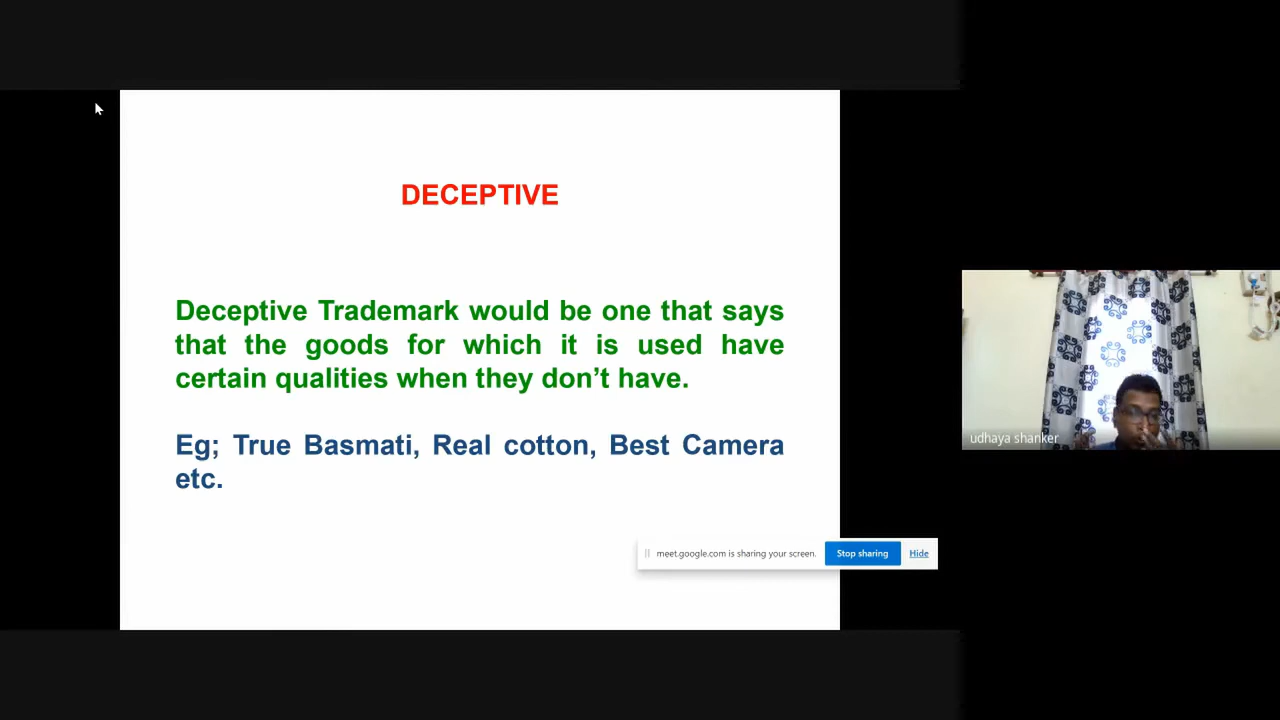 DECEPTIVE
Deceptive Trademark would be one that says
that the goods for which it is used have
certain qualities when they don’t have.
Eg; True Basmati, Real cotton, Best Camera
etc.
udhaya shanker
meet.google.com is sharing your screen.
Stop sharing
Hide